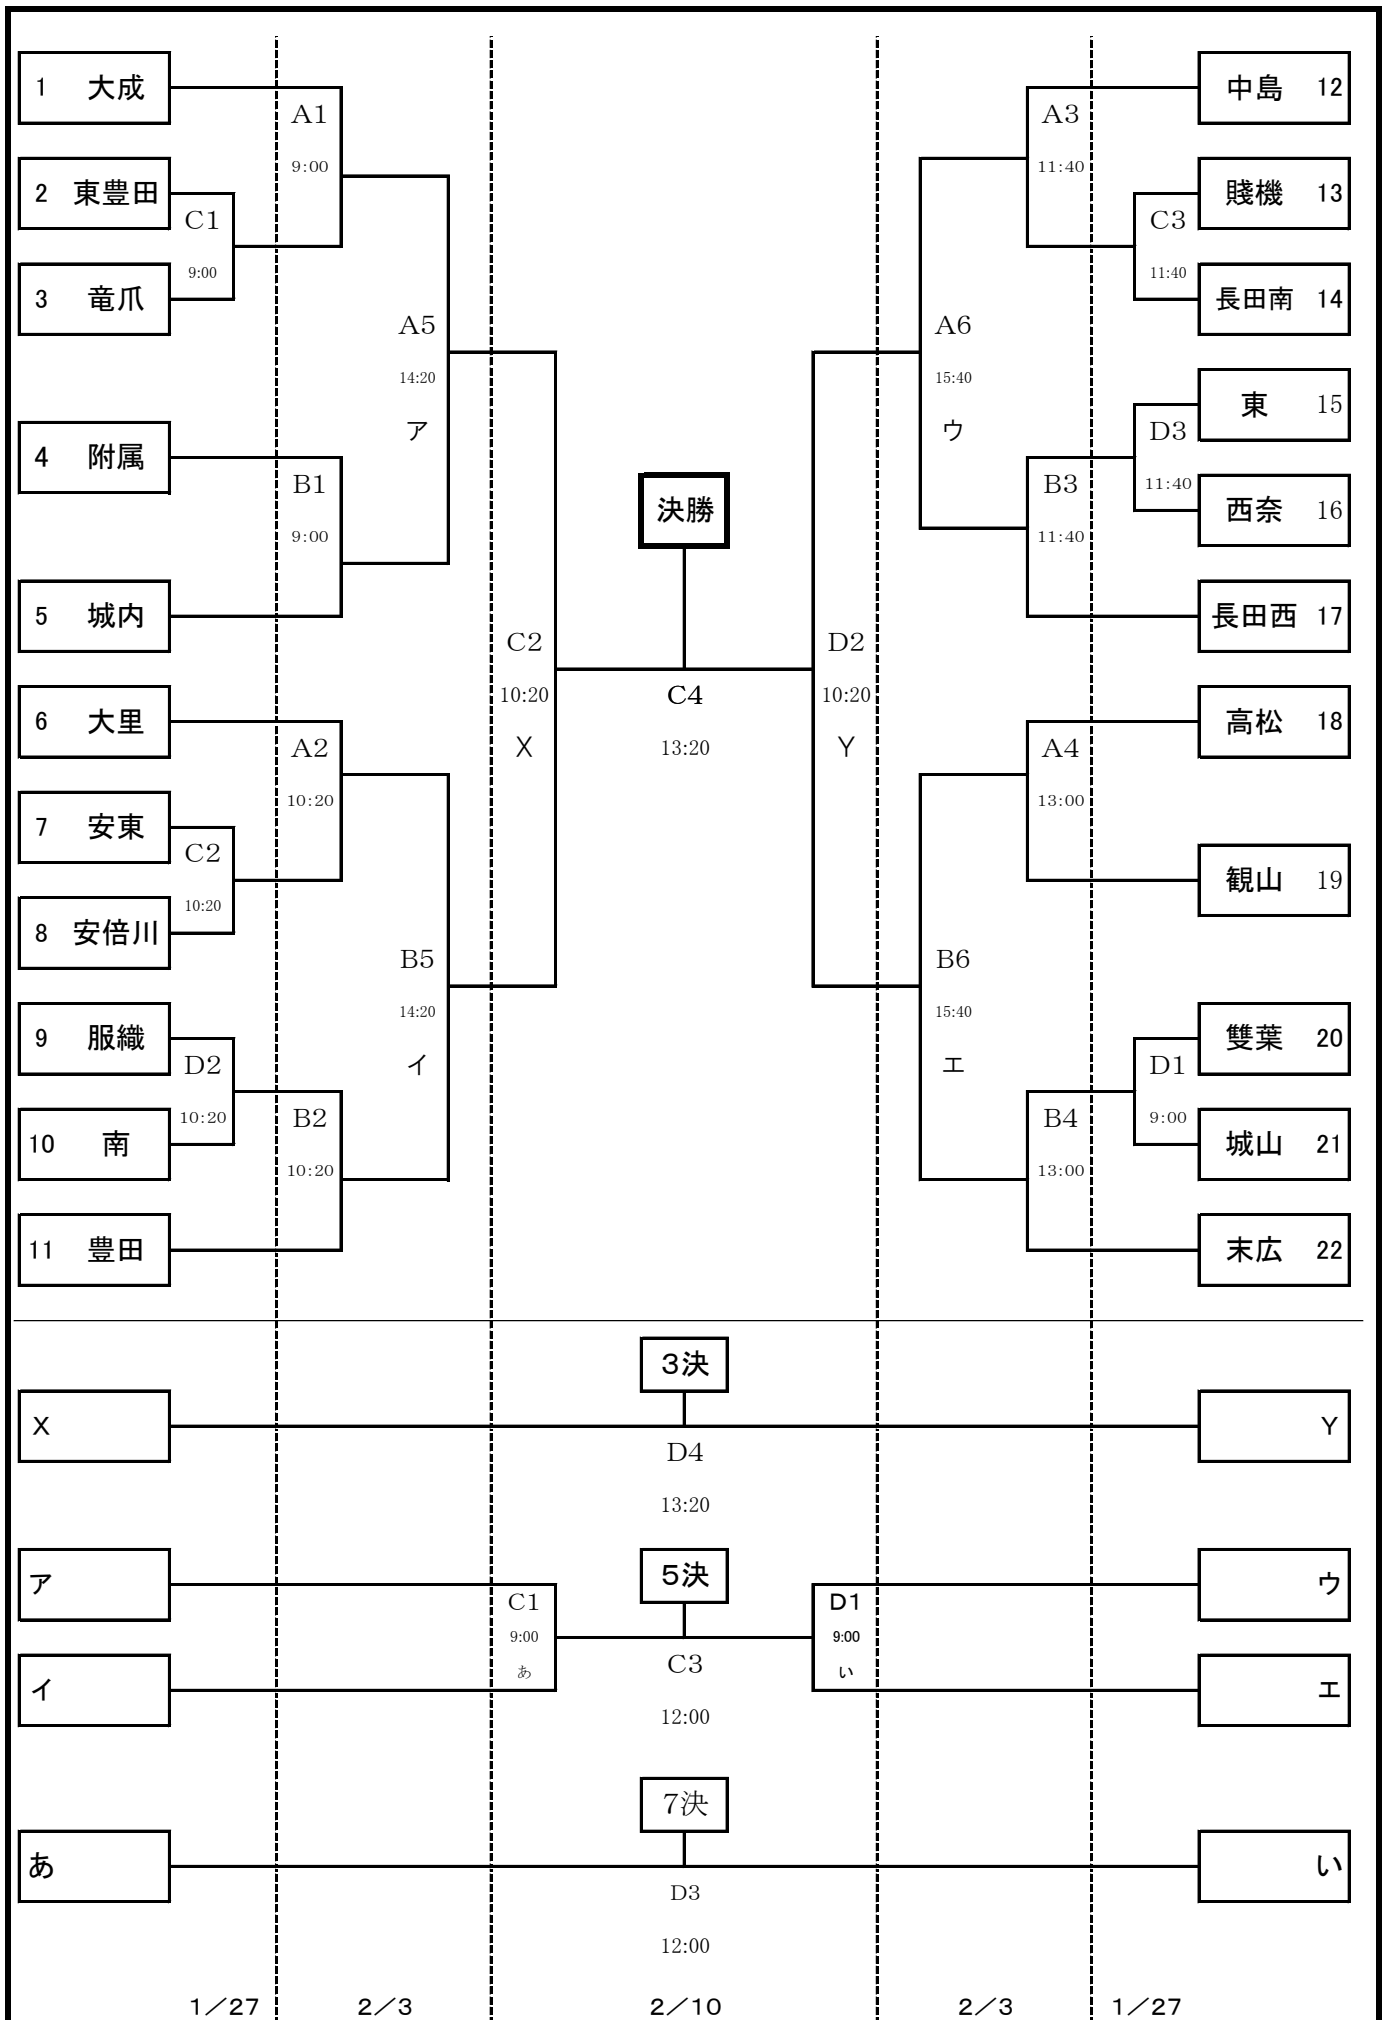 1 大成
A1
9:00
2 東豊田
C1
9:00
3 竜爪
A5
14:20
ア
4 附属
B1
9:00
5 城内
C2
10:20
X
6 大里
A2
10:20
7 安東
C2
10:20
8 安倍川
B5
14:20
イ
9 服織
D2
10:20
10 南
B2
10:20
11 豊田
決勝
C4
13:20
中島 12
A3
11:40
賤機 13
C3
11:40
長田南 14
A6
15:40
ウ
東 15
D3
11:40
西奈 16
B3
11:40
長田西 17
D2
10:20
Y
高松 18
A4
13:00
観山 19
B6
15:40
エ
雙葉 20
D1
9:00
城山 21
B4
13:00
末広 22
3決
X
Y
D4
13:20
5決
ア
ウ
C1
9:00
あ
D1
9:00
い
C3
12:00
イ
エ
7決
あ
い
D3
12:00
1／27 2／3 2／10 2／3 1／27